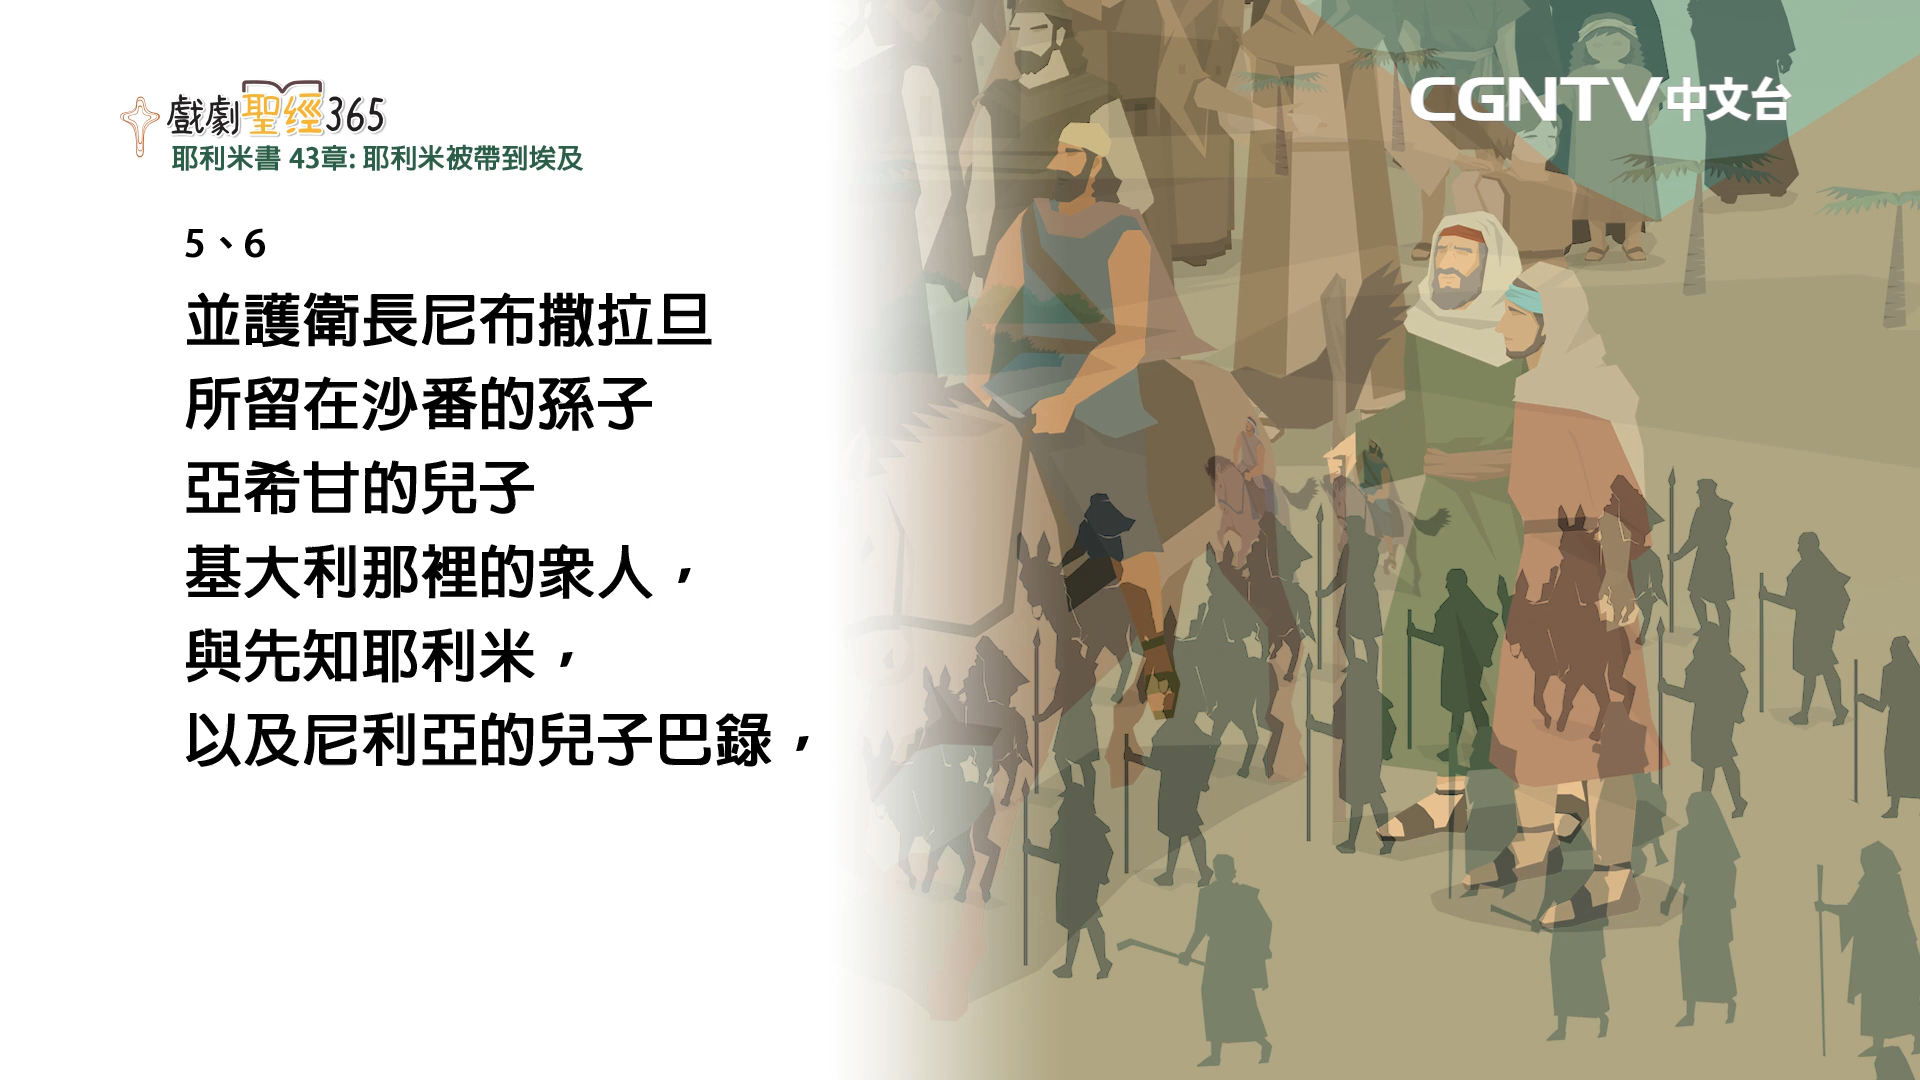 戲劇聖經365
CGNTV中文台
耶利米書 43章: 耶利米被帶到埃及
5、6
並護衛長尼布撒拉旦
所留在沙番的孫子
亞希甘的兒子
基大利那裡的衆人，
與先知耶利米，
以及尼利亞的兒子巴錄，